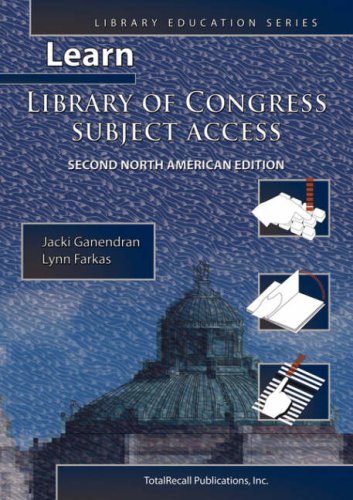 LIBRARY EDUCATION SERIES
Learn
LIBRARY OF CONGRESS
SUBJECT ACCESS
SECOND NORTH AMERICAN EDITION
Jacki Ganendran
Lynn Farkas
TotalRecall Publications, Inc.